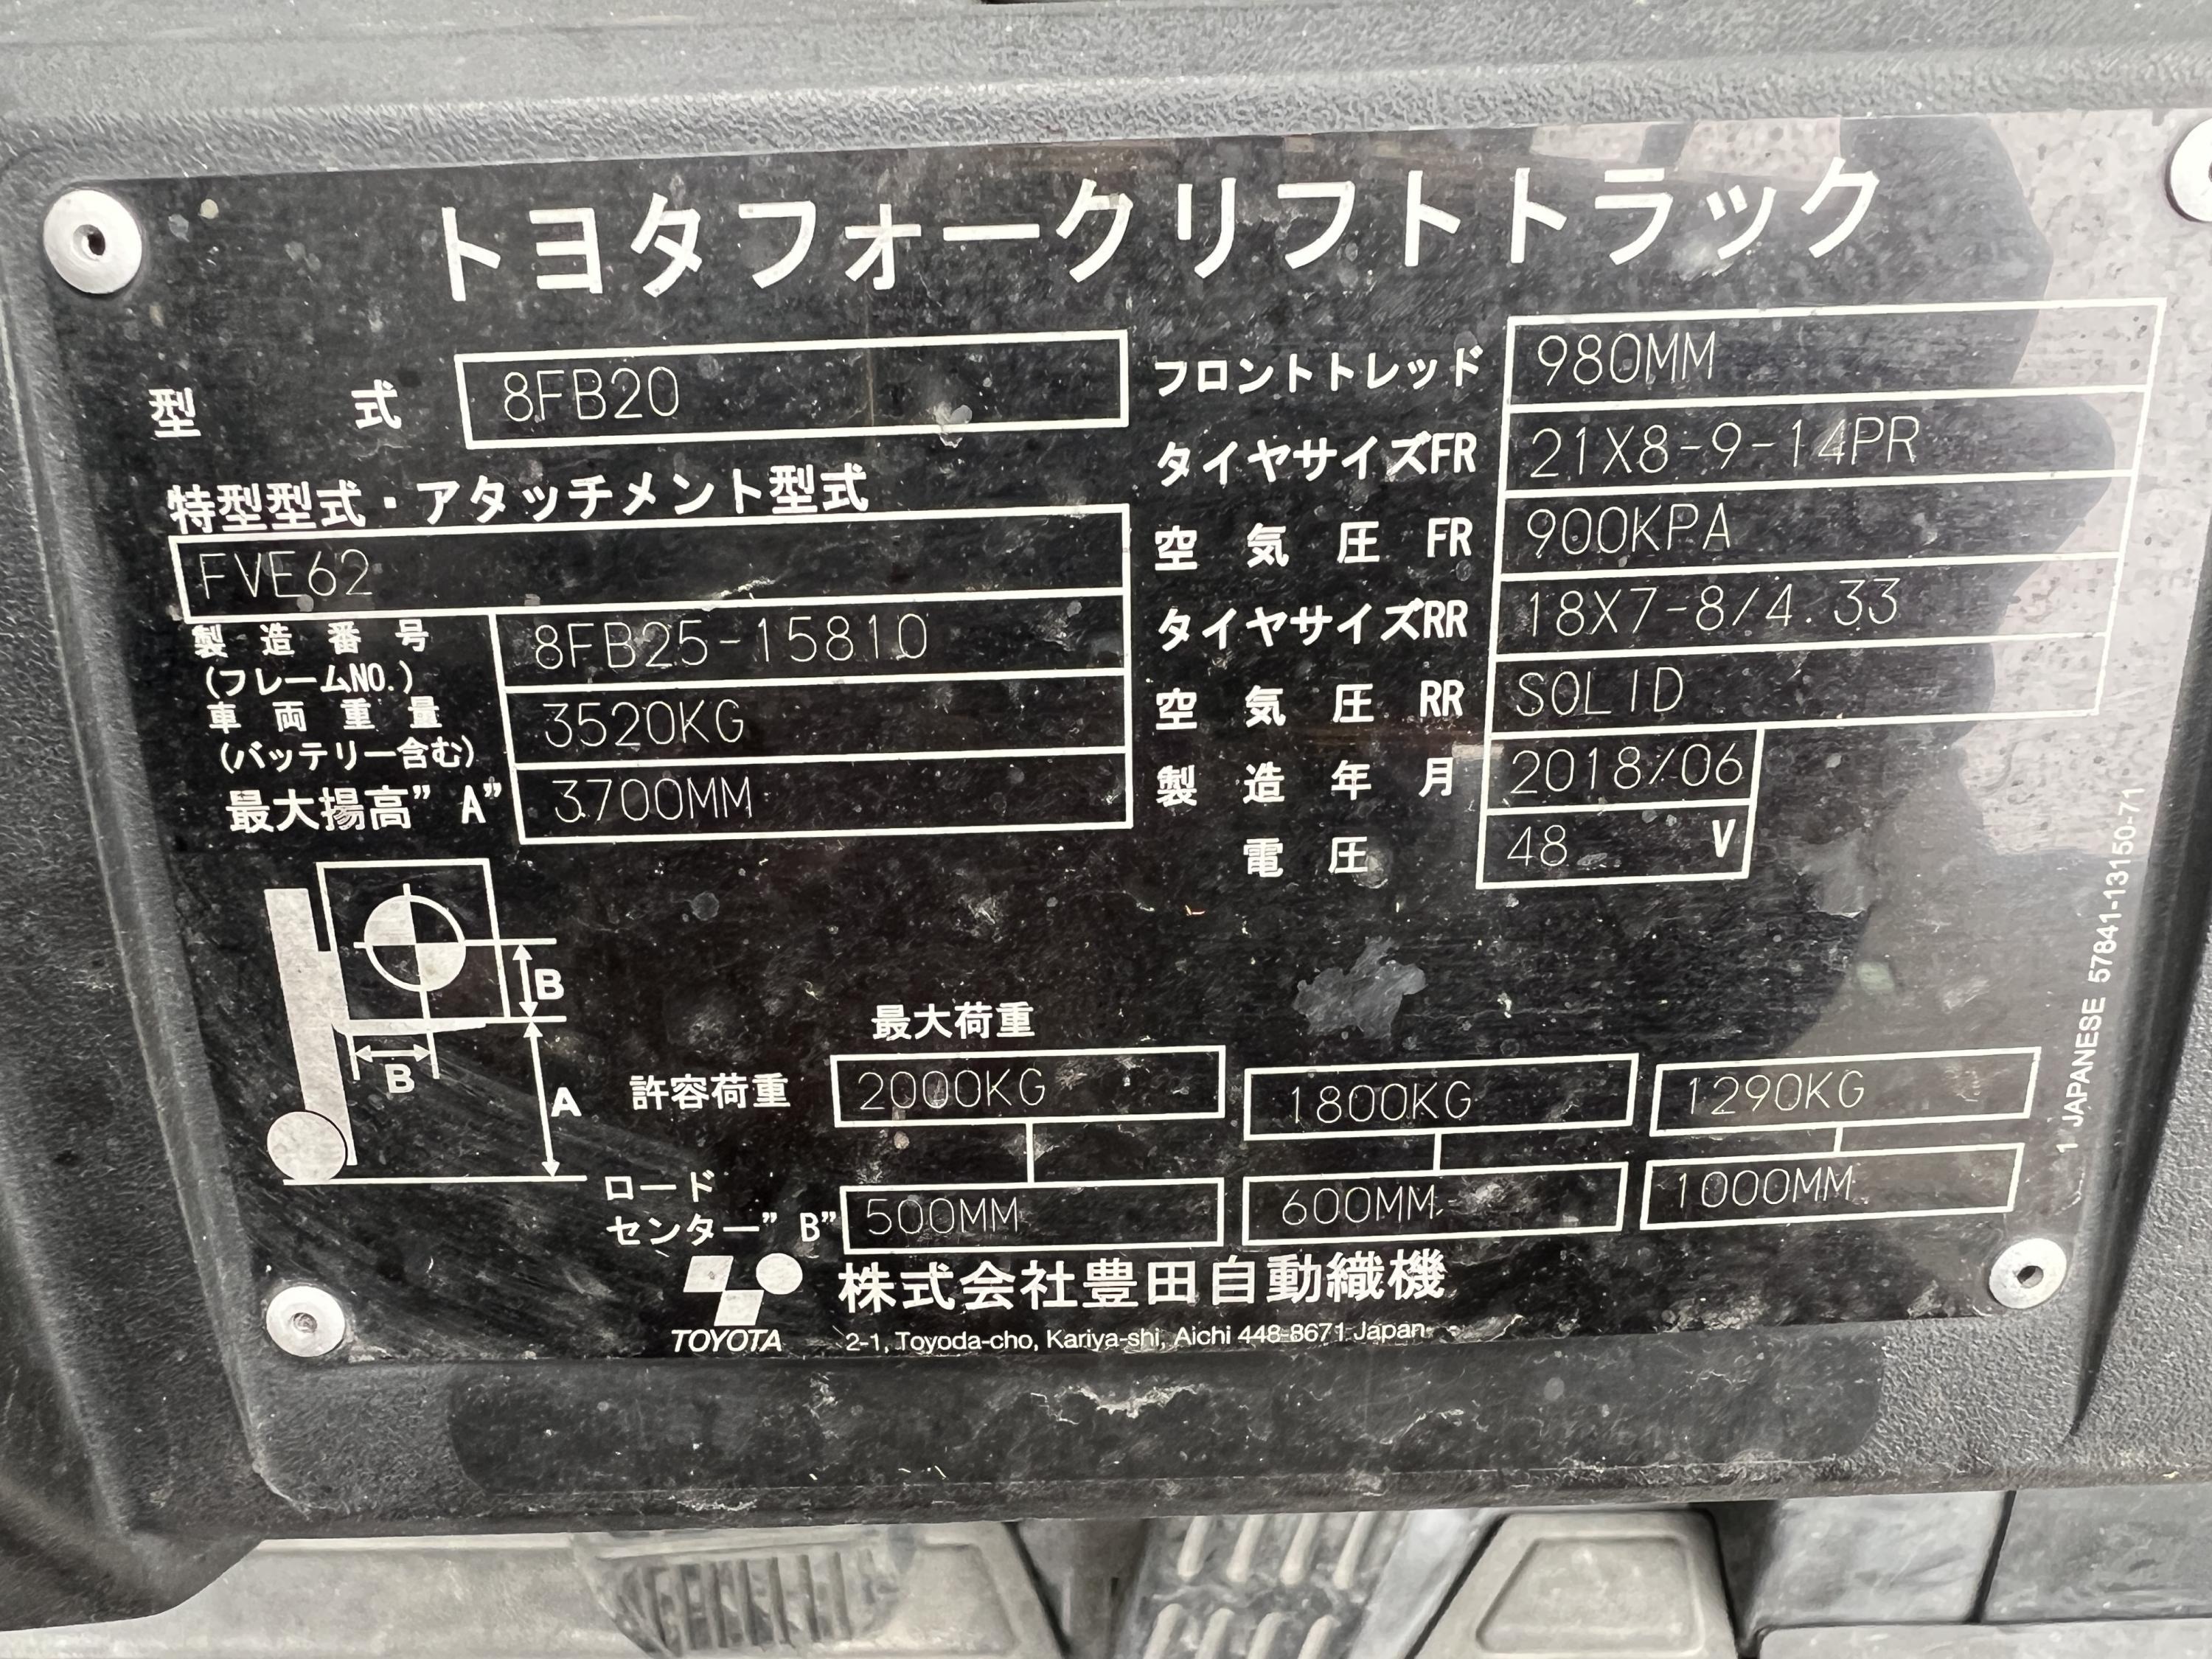 トヨタフォークリフトトラック
型 式 8FB20
特型型式・アタッチメント型式
FVE62
製造番号 8FB25-15810
(フレームNO.)
車両重量 3520KG
(バッテリー含む)
最大揚高"A" 3700MM
フロントトレッド 980MM
タイヤサイズFR 21X8-9-14PR
空気圧 FR 900KPA
タイヤサイズRR 18X7-8/4.33
空気圧 RR SOLID
製造年月 2018/06
電圧 48 V
B
B
A
最大荷重
許容荷重 2000KG 1800KG 1290KG
ロード
センター"B" 500MM 600MM 1000MM
株式会社豊田自動織機
TOYOTA 2-1, Toyoda-cho, Kariya-shi, Aichi 448-8671 Japan
1 JAPANESE 57841-13150-71